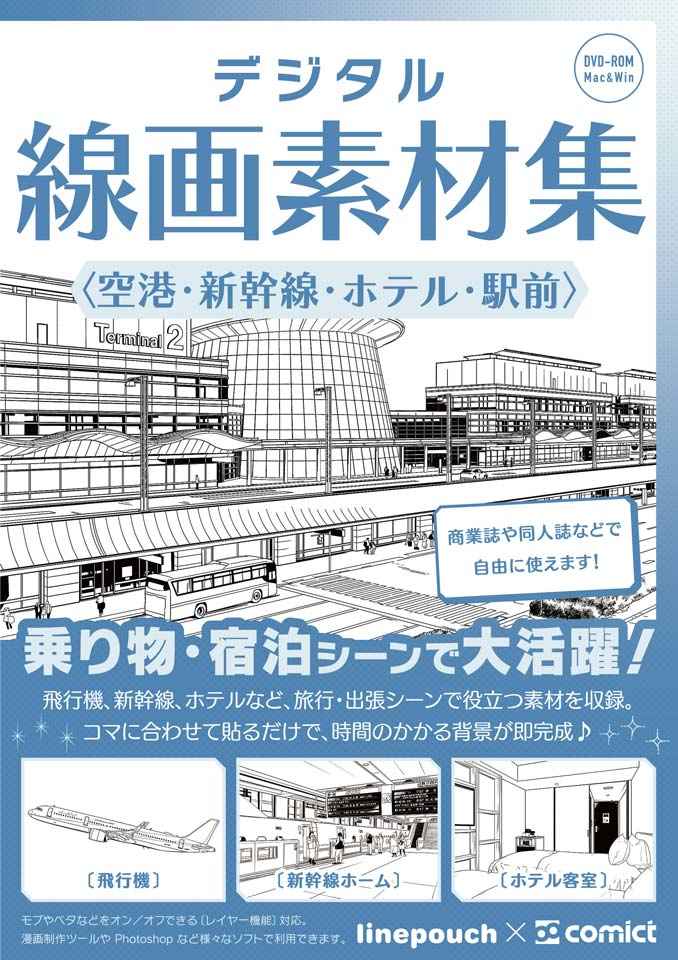 DVD-ROM
Mac&Win
デジタル
線画素材集
〈空港・新幹線・ホテル・駅前〉
Terminal 2
商業誌や同人誌などで
自由に使えます!
乗り物・宿泊シーンで大活躍!
飛行機、新幹線、ホテルなど、旅行・出張シーンで役立つ素材を収録。
コマに合わせて貼るだけで、時間のかかる背景が即完成♪
〔飛行機〕
〔新幹線ホーム〕
〔ホテル客室〕
モブやベタなどをオン/オフできる〔レイヤー機能〕対応。
漫画制作ツールや Photoshop など様々なソフトで利用できます。
linepouch × comict